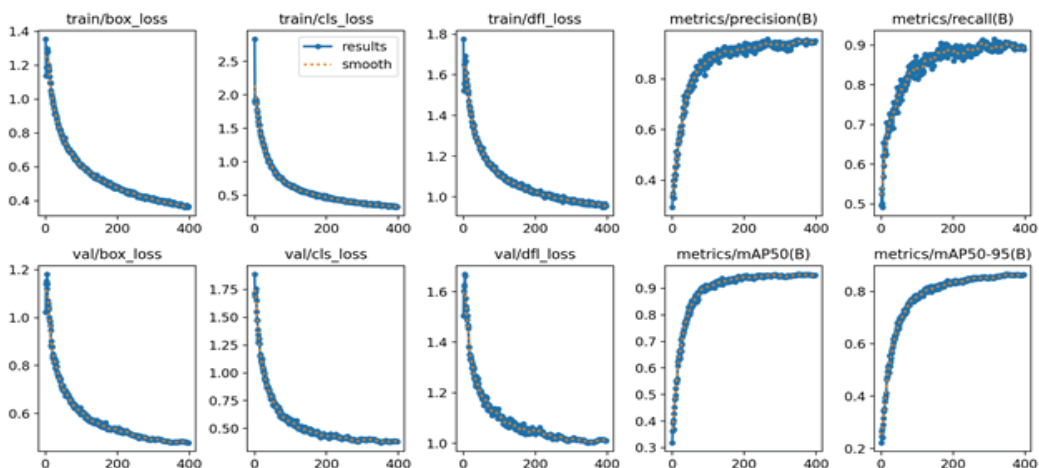 train/box_loss
train/cls_loss
train/dfl_loss
metrics/precision(B)
metrics/recall(B)
1.4
1.2
1.0
0.8
0.6
0.4
0 200 400
2.5
2.0
1.5
1.0
0.5
results
smooth
0 200 400
1.8
1.6
1.4
1.2
1.0
0 200 400
0.8
0.6
0.4
0 200 400
0.9
0.8
0.7
0.6
0.5
0 200 400
val/box_loss
val/cls_loss
val/dfl_loss
metrics/mAP50(B)
metrics/mAP50-95(B)
1.2
1.0
0.8
0.6
0 200 400
1.75
1.50
1.25
1.00
0.75
0.50
0 200 400
1.6
1.4
1.2
1.0
0 200 400
0.9
0.8
0.7
0.6
0.5
0.4
0.3
0 200 400
0.8
0.6
0.4
0.2
0 200 400